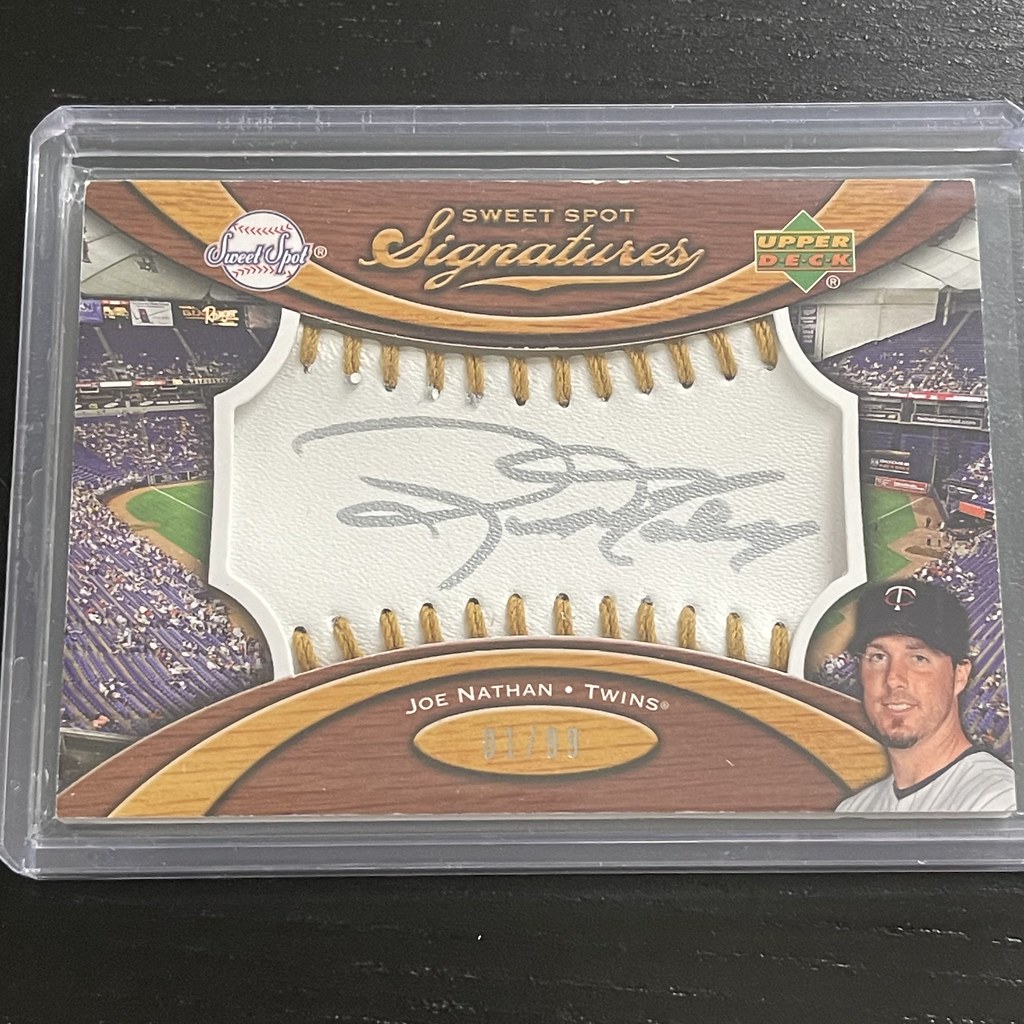 SWEET SPOT
Signatures
Sweet Spot®
UPPER
DECK®
JOE NATHAN • TWINS®